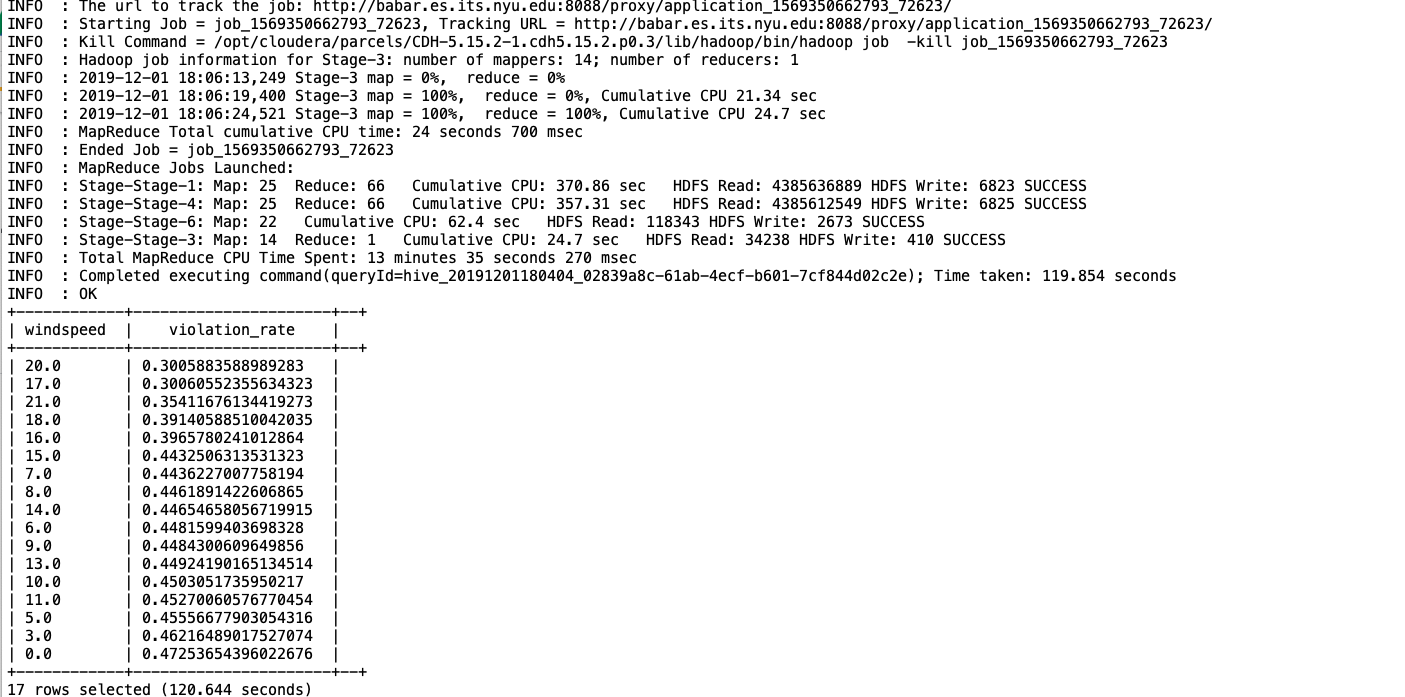 INFO  : The url to track the job: http://babar.es.its.nyu.edu:8088/proxy/application_1569350662793_72623/
INFO  : Starting Job = job_1569350662793_72623, Tracking URL = http://babar.es.its.nyu.edu:8088/proxy/application_1569350662793_72623/
INFO  : Kill Command = /opt/cloudera/parcels/CDH-5.15.2-1.cdh5.15.2.p0.3/lib/hadoop/bin/hadoop job  -kill job_1569350662793_72623
INFO  : Hadoop job information for Stage-3: number of mappers: 14; number of reducers: 1
INFO  : 2019-12-01 18:06:13,249 Stage-3 map = 0%,  reduce = 0%
INFO  : 2019-12-01 18:06:19,400 Stage-3 map = 100%,  reduce = 0%, Cumulative CPU 21.34 sec
INFO  : 2019-12-01 18:06:24,521 Stage-3 map = 100%,  reduce = 100%, Cumulative CPU 24.7 sec
INFO  : MapReduce Total cumulative CPU time: 24 seconds 700 msec
INFO  : Ended Job = job_1569350662793_72623
INFO  : MapReduce Jobs Launched:
INFO  : Stage-Stage-1: Map: 25  Reduce: 66   Cumulative CPU: 370.86 sec   HDFS Read: 4385636889 HDFS Write: 6823 SUCCESS
INFO  : Stage-Stage-4: Map: 25  Reduce: 66   Cumulative CPU: 357.31 sec   HDFS Read: 4385612549 HDFS Write: 6825 SUCCESS
INFO  : Stage-Stage-6: Map: 22   Cumulative CPU: 62.4 sec   HDFS Read: 118343 HDFS Write: 2673 SUCCESS
INFO  : Stage-Stage-3: Map: 14  Reduce: 1   Cumulative CPU: 24.7 sec   HDFS Read: 34238 HDFS Write: 410 SUCCESS
INFO  : Total MapReduce CPU Time Spent: 13 minutes 35 seconds 270 msec
INFO  : Completed executing command(queryId=hive_20191201180404_02839a8c-61ab-4ecf-b601-7cf844d02c2e); Time taken: 119.854 seconds
INFO  : OK
+------------+----------------------+--+
| windspeed  |    violation_rate    |
+------------+----------------------+--+
| 20.0       | 0.3005883588989283   |
| 17.0       | 0.30060552355634323  |
| 21.0       | 0.35411676134419273  |
| 18.0       | 0.39140588510042035  |
| 16.0       | 0.3965780241012864   |
| 15.0       | 0.4432506313531323   |
| 7.0        | 0.4436227007758194   |
| 8.0        | 0.4461891422606865   |
| 14.0       | 0.44654658056719915  |
| 6.0        | 0.4481599403698328   |
| 9.0        | 0.4484300609649856   |
| 13.0       | 0.44924190165134514  |
| 10.0       | 0.4503051735950217   |
| 11.0       | 0.45270060576770454  |
| 5.0        | 0.45556677903054316  |
| 3.0        | 0.46216489017527074  |
| 0.0        | 0.47253654396022676  |
+------------+----------------------+--+
17 rows selected (120.644 seconds)